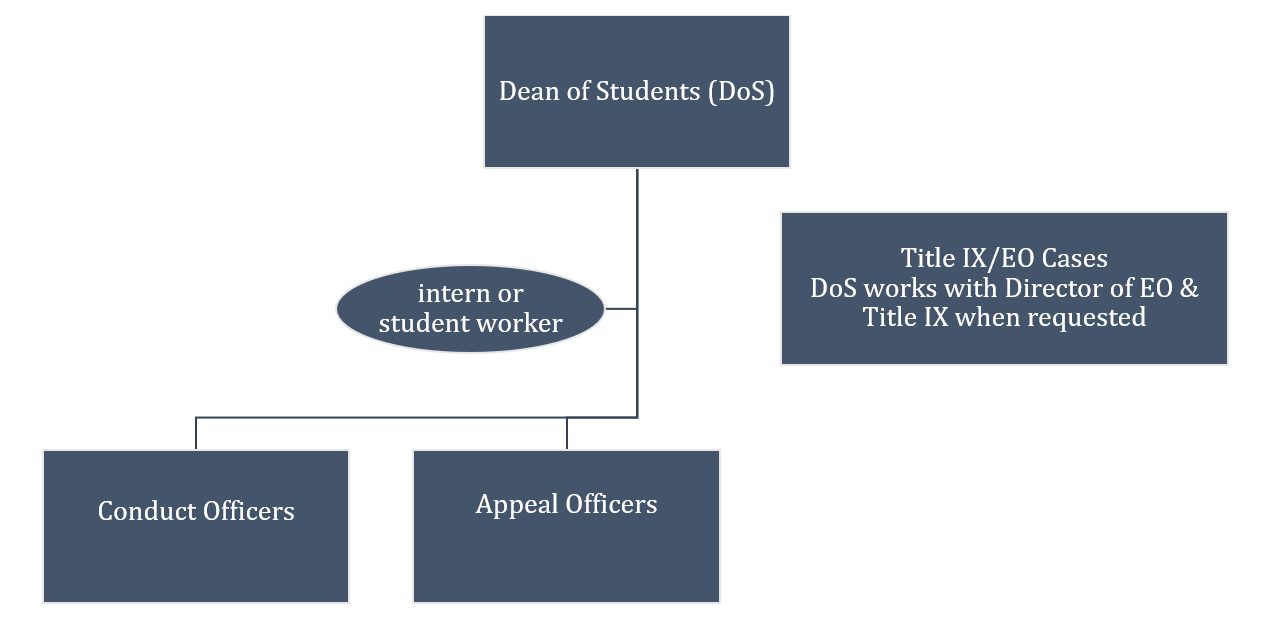 Dean of Students (DoS)
Title IX/EO Cases
DoS works with Director of EO &
Title IX when requested
intern or
student worker
Conduct Officers
Appeal Officers